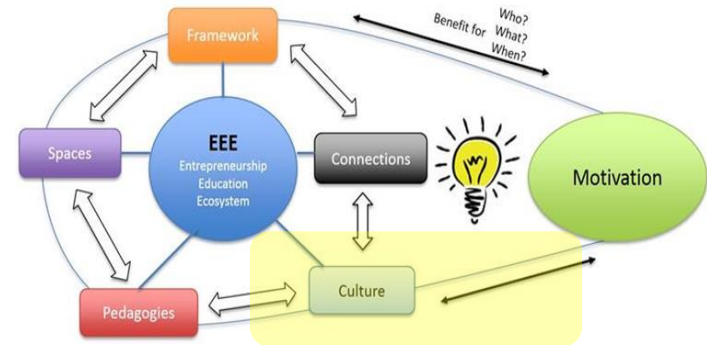 Framework
Benefit for
Who?
What?
When?
Spaces
EEE
Entrepreneurship
Education
Ecosystem
Connections
Motivation
Culture
Pedagogies